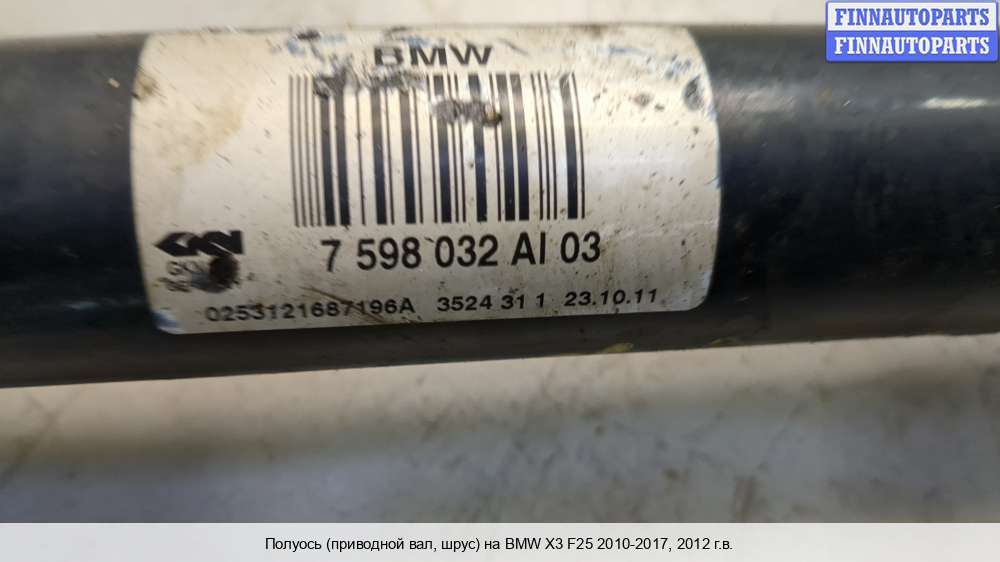 FINNAUTOPARTS
FINNAUTOPARTS
BMW
7 598 032 AI 03
0253121687196A 3524 31 1 23.10.11
Полуось (приводной вал, шрус) на BMW X3 F25 2010-2017, 2012 г.в.